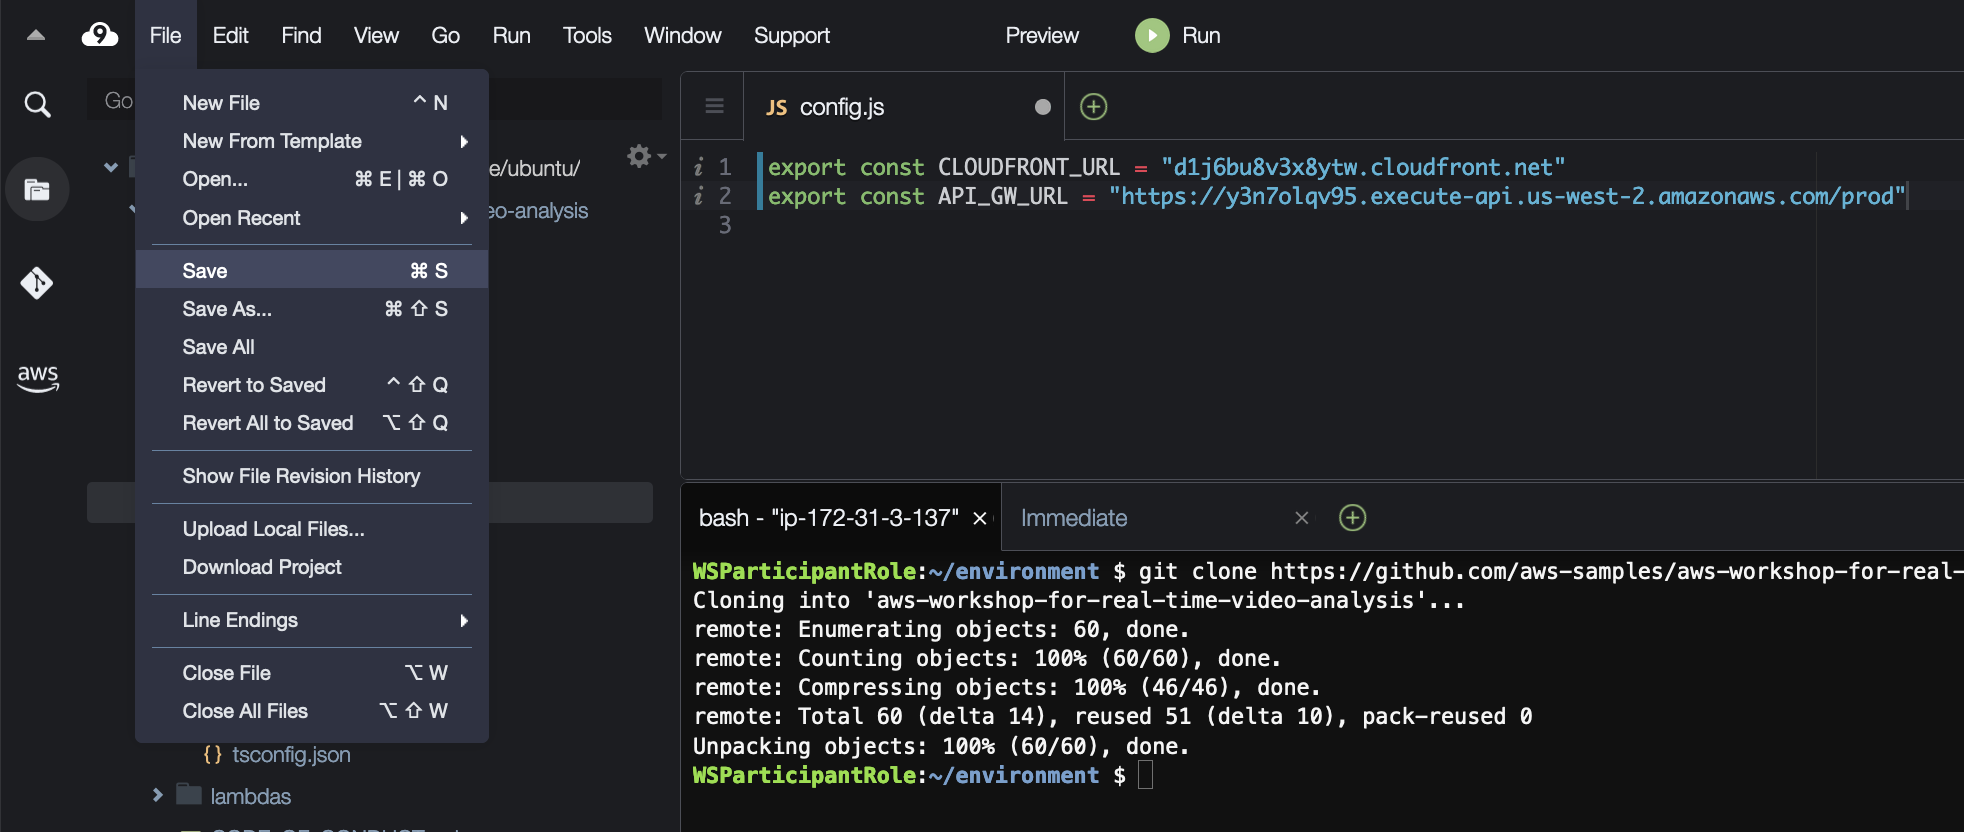 9 File Edit Find View Go Run Tools Window Support Preview Run
Go
e/ubuntu/
eo-analysis
New File ^ N
New From Template
Open... ⌘ E | ⌘ O
Open Recent
Save ⌘ S
Save As... ⌘ ⇧ S
Save All
Revert to Saved ^ ⇧ Q
Revert All to Saved ⌥ ⇧ Q
Show File Revision History
Upload Local Files...
Download Project
Line Endings
Close File ⌥ W
Close All Files ⌥ ⇧ W
{ } tsconfig.json
lambdas
aws
JS config.js
i 1 export const CLOUDFRONT_URL = "d1j6bu8v3x8ytw.cloudfront.net"
i 2 export const API_GW_URL = "https://y3n7olqv95.execute-api.us-west-2.amazonaws.com/prod"
3
bash - "ip-172-31-3-137" × Immediate ×
WSParticipantRole:~/environment $ git clone https://github.com/aws-samples/aws-workshop-for-real-
Cloning into 'aws-workshop-for-real-time-video-analysis'...
remote: Enumerating objects: 60, done.
remote: Counting objects: 100% (60/60), done.
remote: Compressing objects: 100% (46/46), done.
remote: Total 60 (delta 14), reused 51 (delta 10), pack-reused 0
Unpacking objects: 100% (60/60), done.
WSParticipantRole:~/environment $